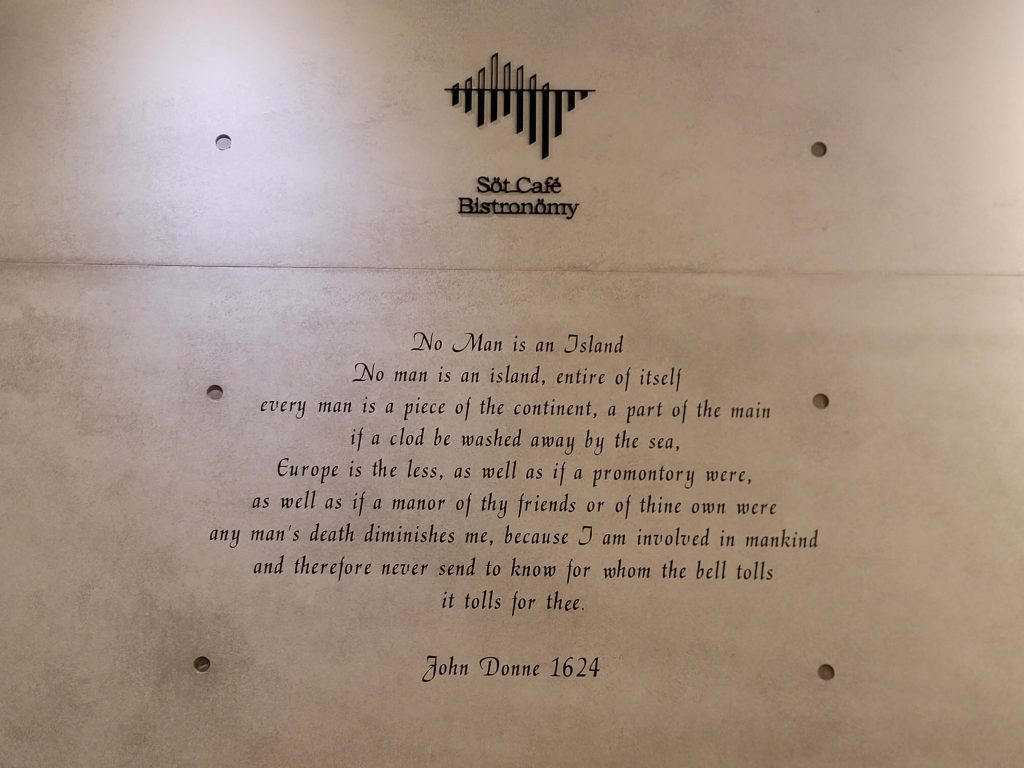 Söt Café
Bistronömy
No Man is an Island
No man is an island, entire of itself
every man is a piece of the continent, a part of the main
if a clod be washed away by the sea,
Europe is the less, as well as if a promontory were,
as well as if a manor of thy friends or of thine own were
any man's death diminishes me, because I am involved in mankind
and therefore never send to know for whom the bell tolls
it tolls for thee.
John Donne 1624